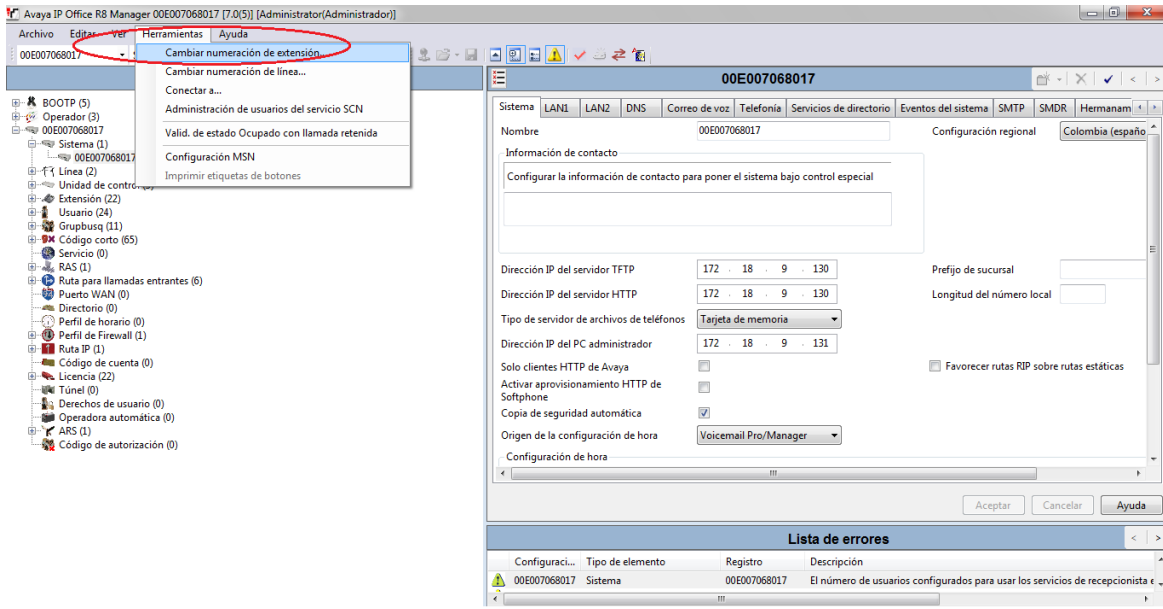 Avaya IP Office R8 Manager 00E007068017 [7.0(5)] [Administrator(Administrador)]
Archivo Editar Ver Herramientas Ayuda
00E007068017
Cambiar numeración de extensión...
Cambiar numeración de línea...
Conectar a...
Administración de usuarios del servicio SCN
Valid. de estado Ocupado con llamada retenida
Configuración MSN
Imprimir etiquetas de botones
BOOTP (5)
Operador (3)
00E007068017
Sistema (1)
00E007068017
Línea (2)
Unidad de control
Extensión (22)
Usuario (24)
Grupbusq (11)
Código corto (65)
Servicio (0)
RAS (1)
Ruta para llamadas entrantes (6)
Puerto WAN (0)
Directorio (0)
Perfil de horario (0)
Perfil de Firewall (1)
Ruta IP (1)
Código de cuenta (0)
Licencia (22)
Túnel (0)
Derechos de usuario (0)
Operadora automática (0)
ARS (1)
Código de autorización (0)
00E007068017
Sistema LAN1 LAN2 DNS Correo de voz Telefonía Servicios de directorio Eventos del sistema SMTP SMDR Hermanam
Nombre 00E007068017 Configuración regional Colombia (españo
Información de contacto
Configurar la información de contacto para poner el sistema bajo control especial
Dirección IP del servidor TFTP 172 . 18 . 9 . 130 Prefijo de sucursal
Dirección IP del servidor HTTP 172 . 18 . 9 . 130 Longitud del número local
Tipo de servidor de archivos de teléfonos Tarjeta de memoria
Dirección IP del PC administrador 172 . 18 . 9 . 131
Solo clientes HTTP de Avaya Favorecer rutas RIP sobre rutas estáticas
Activar aprovisionamiento HTTP de
Softphone
Copia de seguridad automática
Origen de la configuración de hora Voicemail Pro/Manager
Configuración de hora
Aceptar Cancelar Ayuda
Lista de errores
Configuraci... Tipo de elemento Registro Descripción
00E007068017 Sistema 00E007068017 El número de usuarios configurados para usar los servicios de recepcionista e